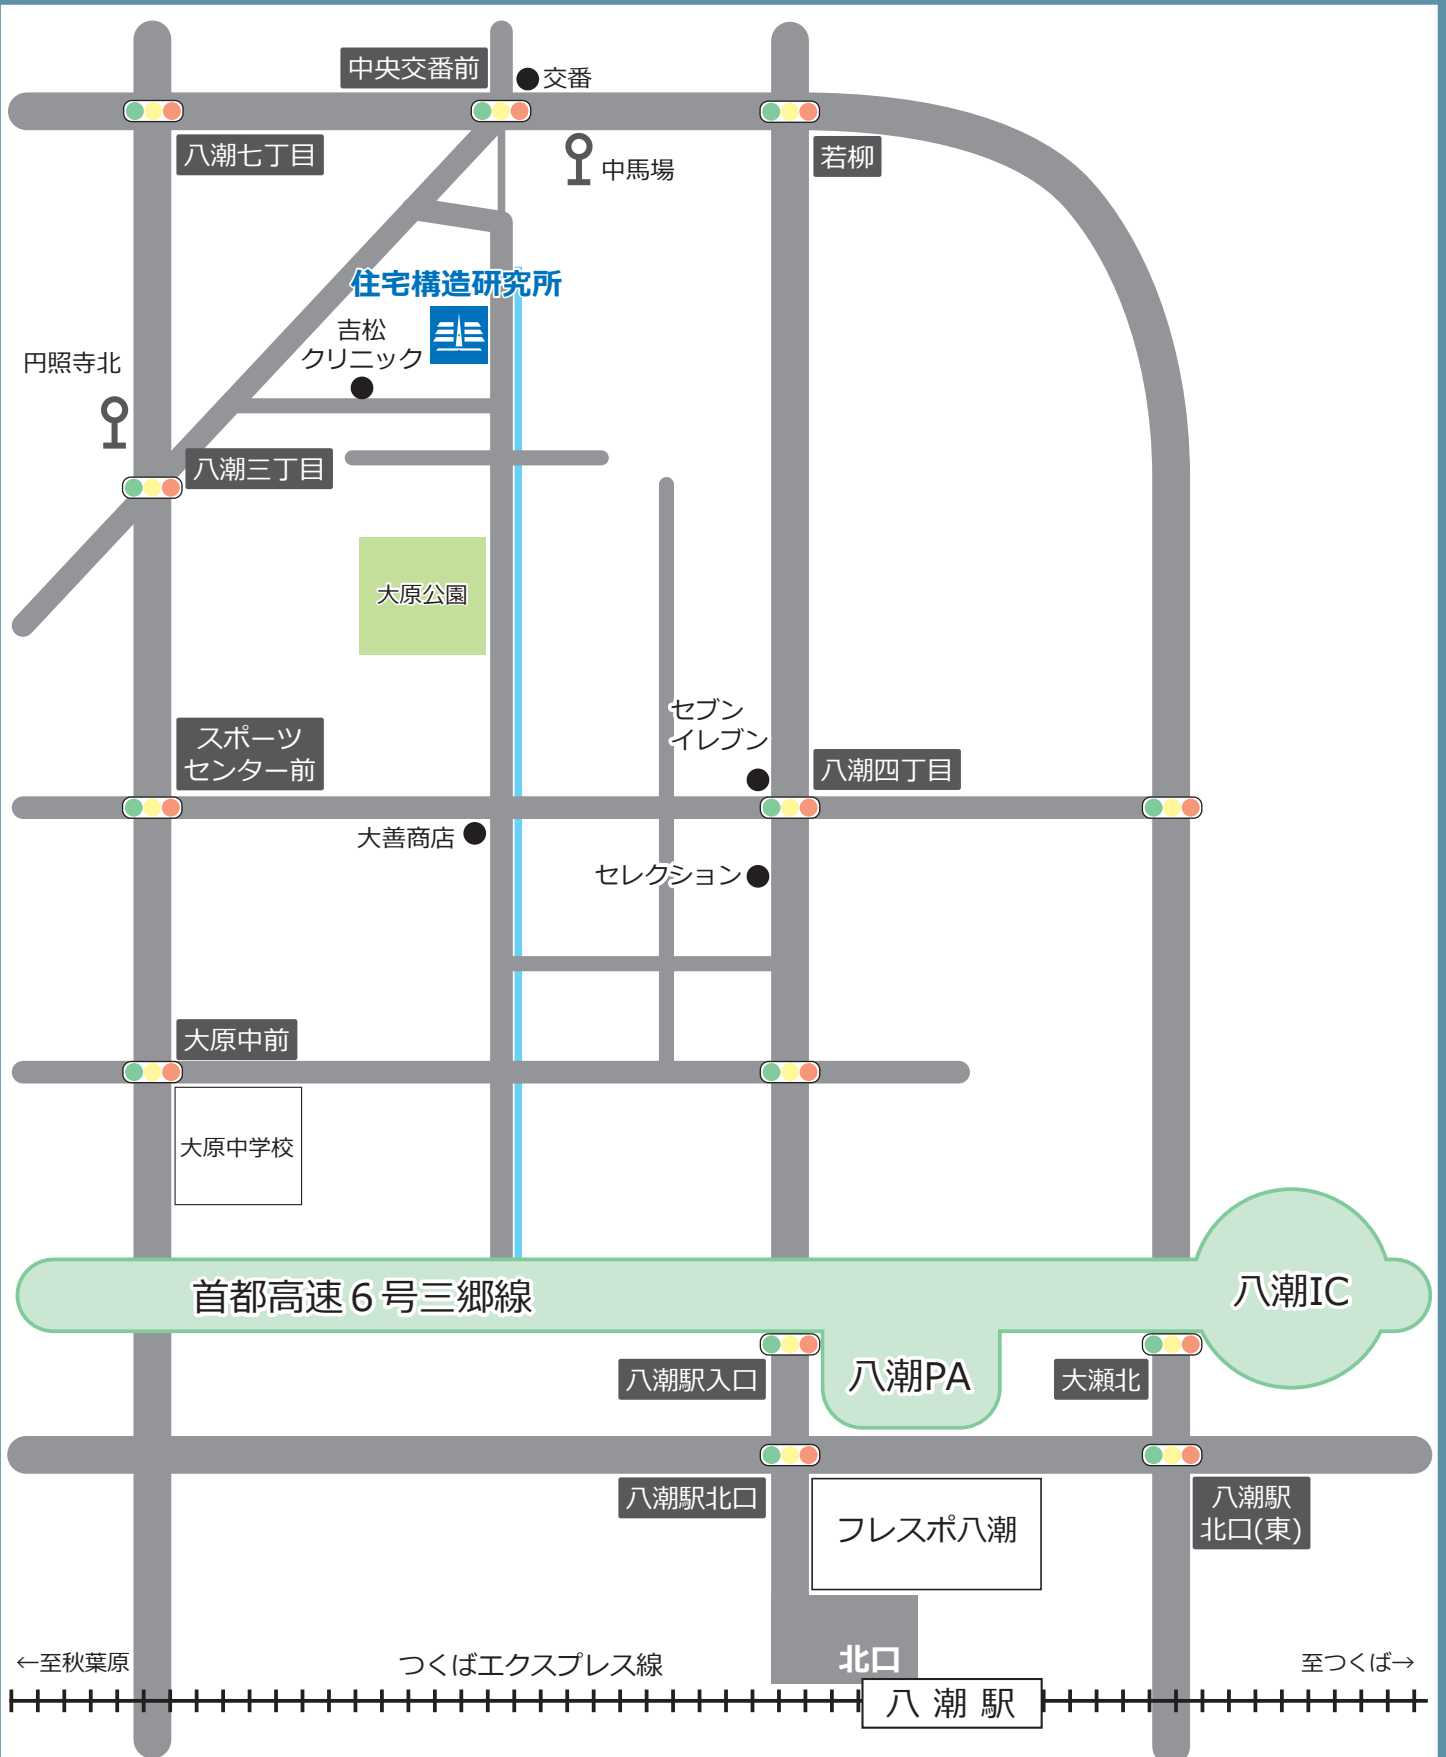 中央交番前
交番
八潮七丁目
中馬場
若柳
住宅構造研究所
吉松
クリニック
円照寺北
八潮三丁目
大原公園
セブン
イレブン
スポーツ
センター前
八潮四丁目
大善商店
セレクション
大原中前
大原中学校
首都高速6号三郷線
八潮IC
八潮駅入口
八潮PA
大瀬北
八潮駅北口
フレスポ八潮
八潮駅
北口(東)
北口
←至秋葉原
つくばエクスプレス線
至つくば→
八潮駅